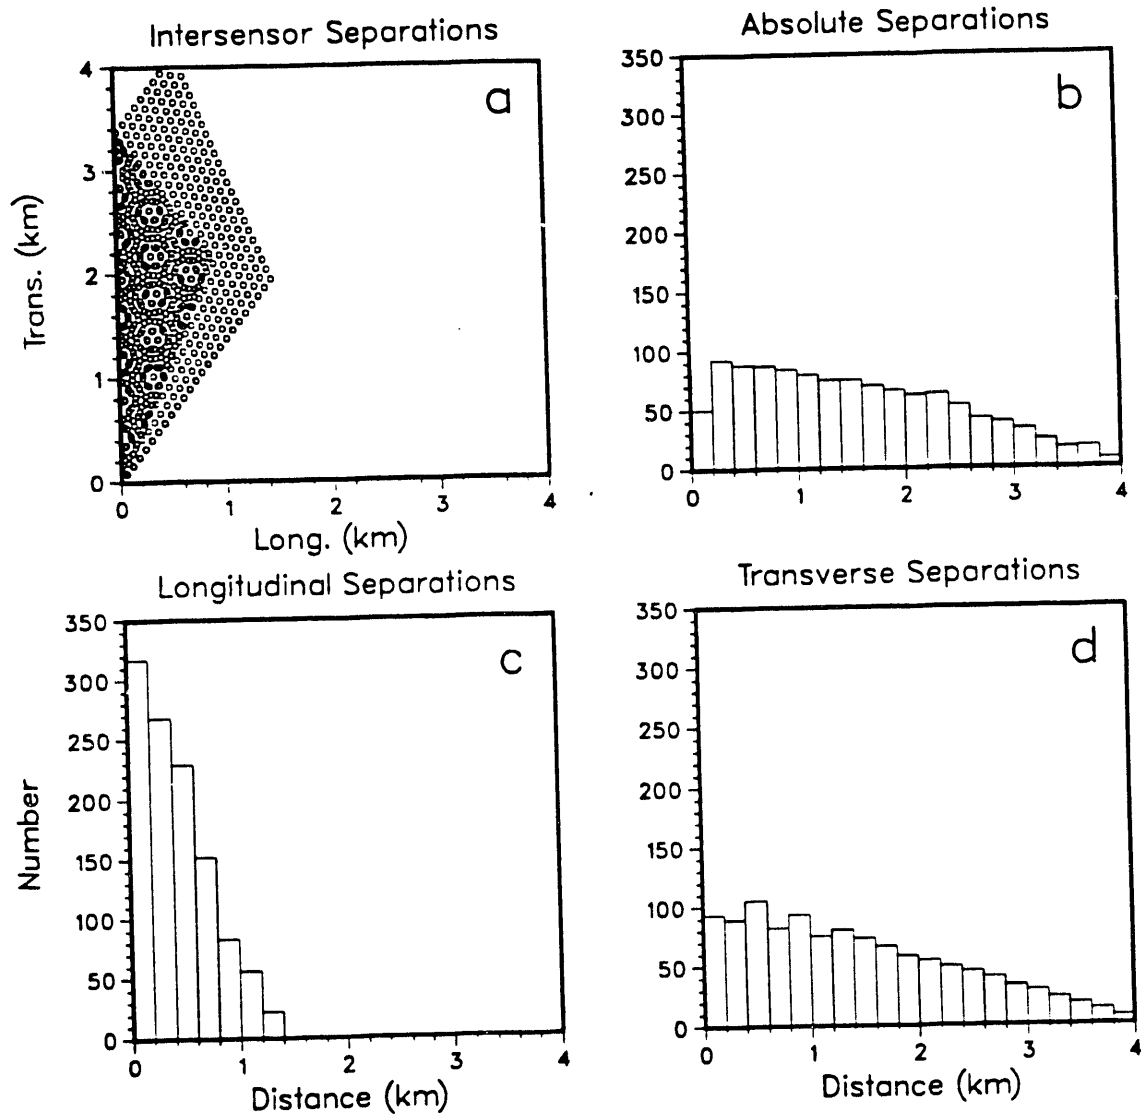 Intersensor Separations
a
Trans. (km)
4
3
2
1
0
0 1 2 3 4
Long. (km)
Absolute Separations
b
350
300
250
200
150
100
50
0
0 1 2 3 4
Longitudinal Separations
c
Number
350
300
250
200
150
100
50
0
0 1 2 3 4
Distance (km)
Transverse Separations
d
350
300
250
200
150
100
50
0
0 1 2 3 4
Distance (km)